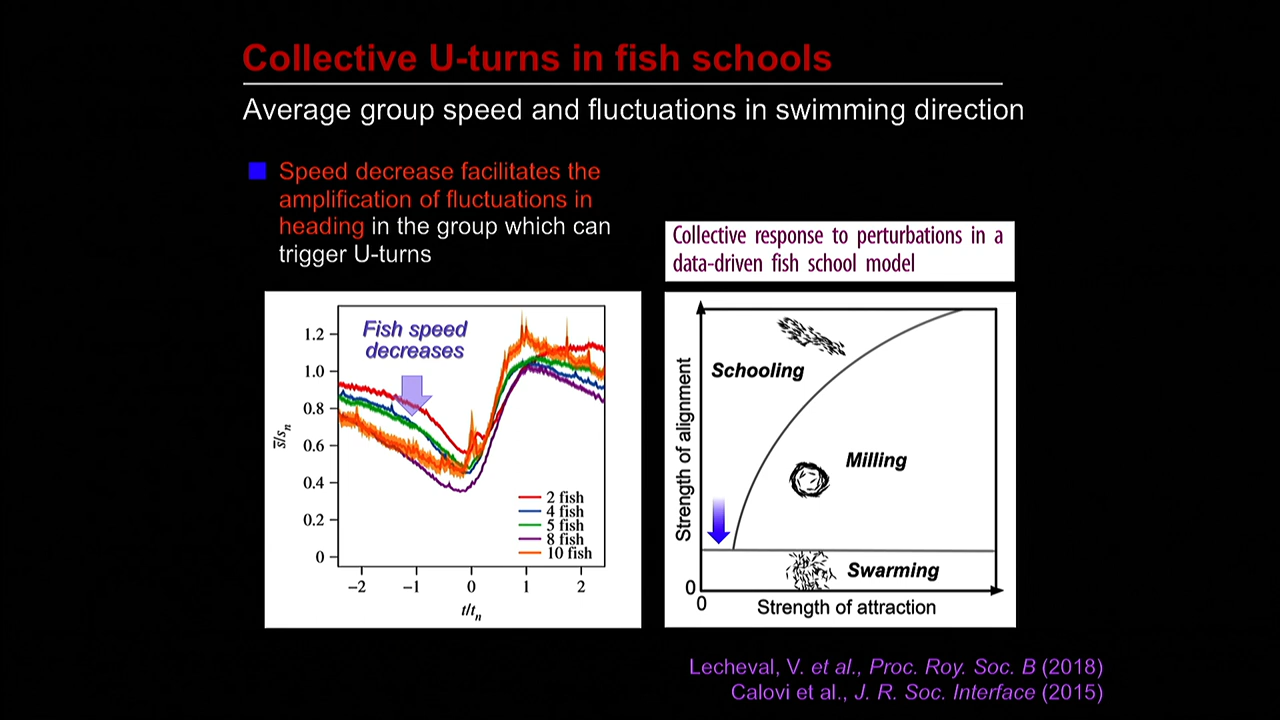 Collective U-turns in fish schools
Average group speed and fluctuations in swimming direction
Speed decrease facilitates the
amplification of fluctuations in
heading in the group which can
trigger U-turns
Fish speed
decreases
1.2
1.0
0.8
0.6
0.4
0.2
0
s̅/sₙ
−2
−1
0
1
2
t/tₙ
2 fish
4 fish
5 fish
8 fish
10 fish
Collective response to perturbations in a
data-driven fish school model
Strength of alignment
Schooling
Milling
Swarming
0
0
Strength of attraction
Lecheval, V. et al., Proc. Roy. Soc. B (2018)
Calovi et al., J. R. Soc. Interface (2015)